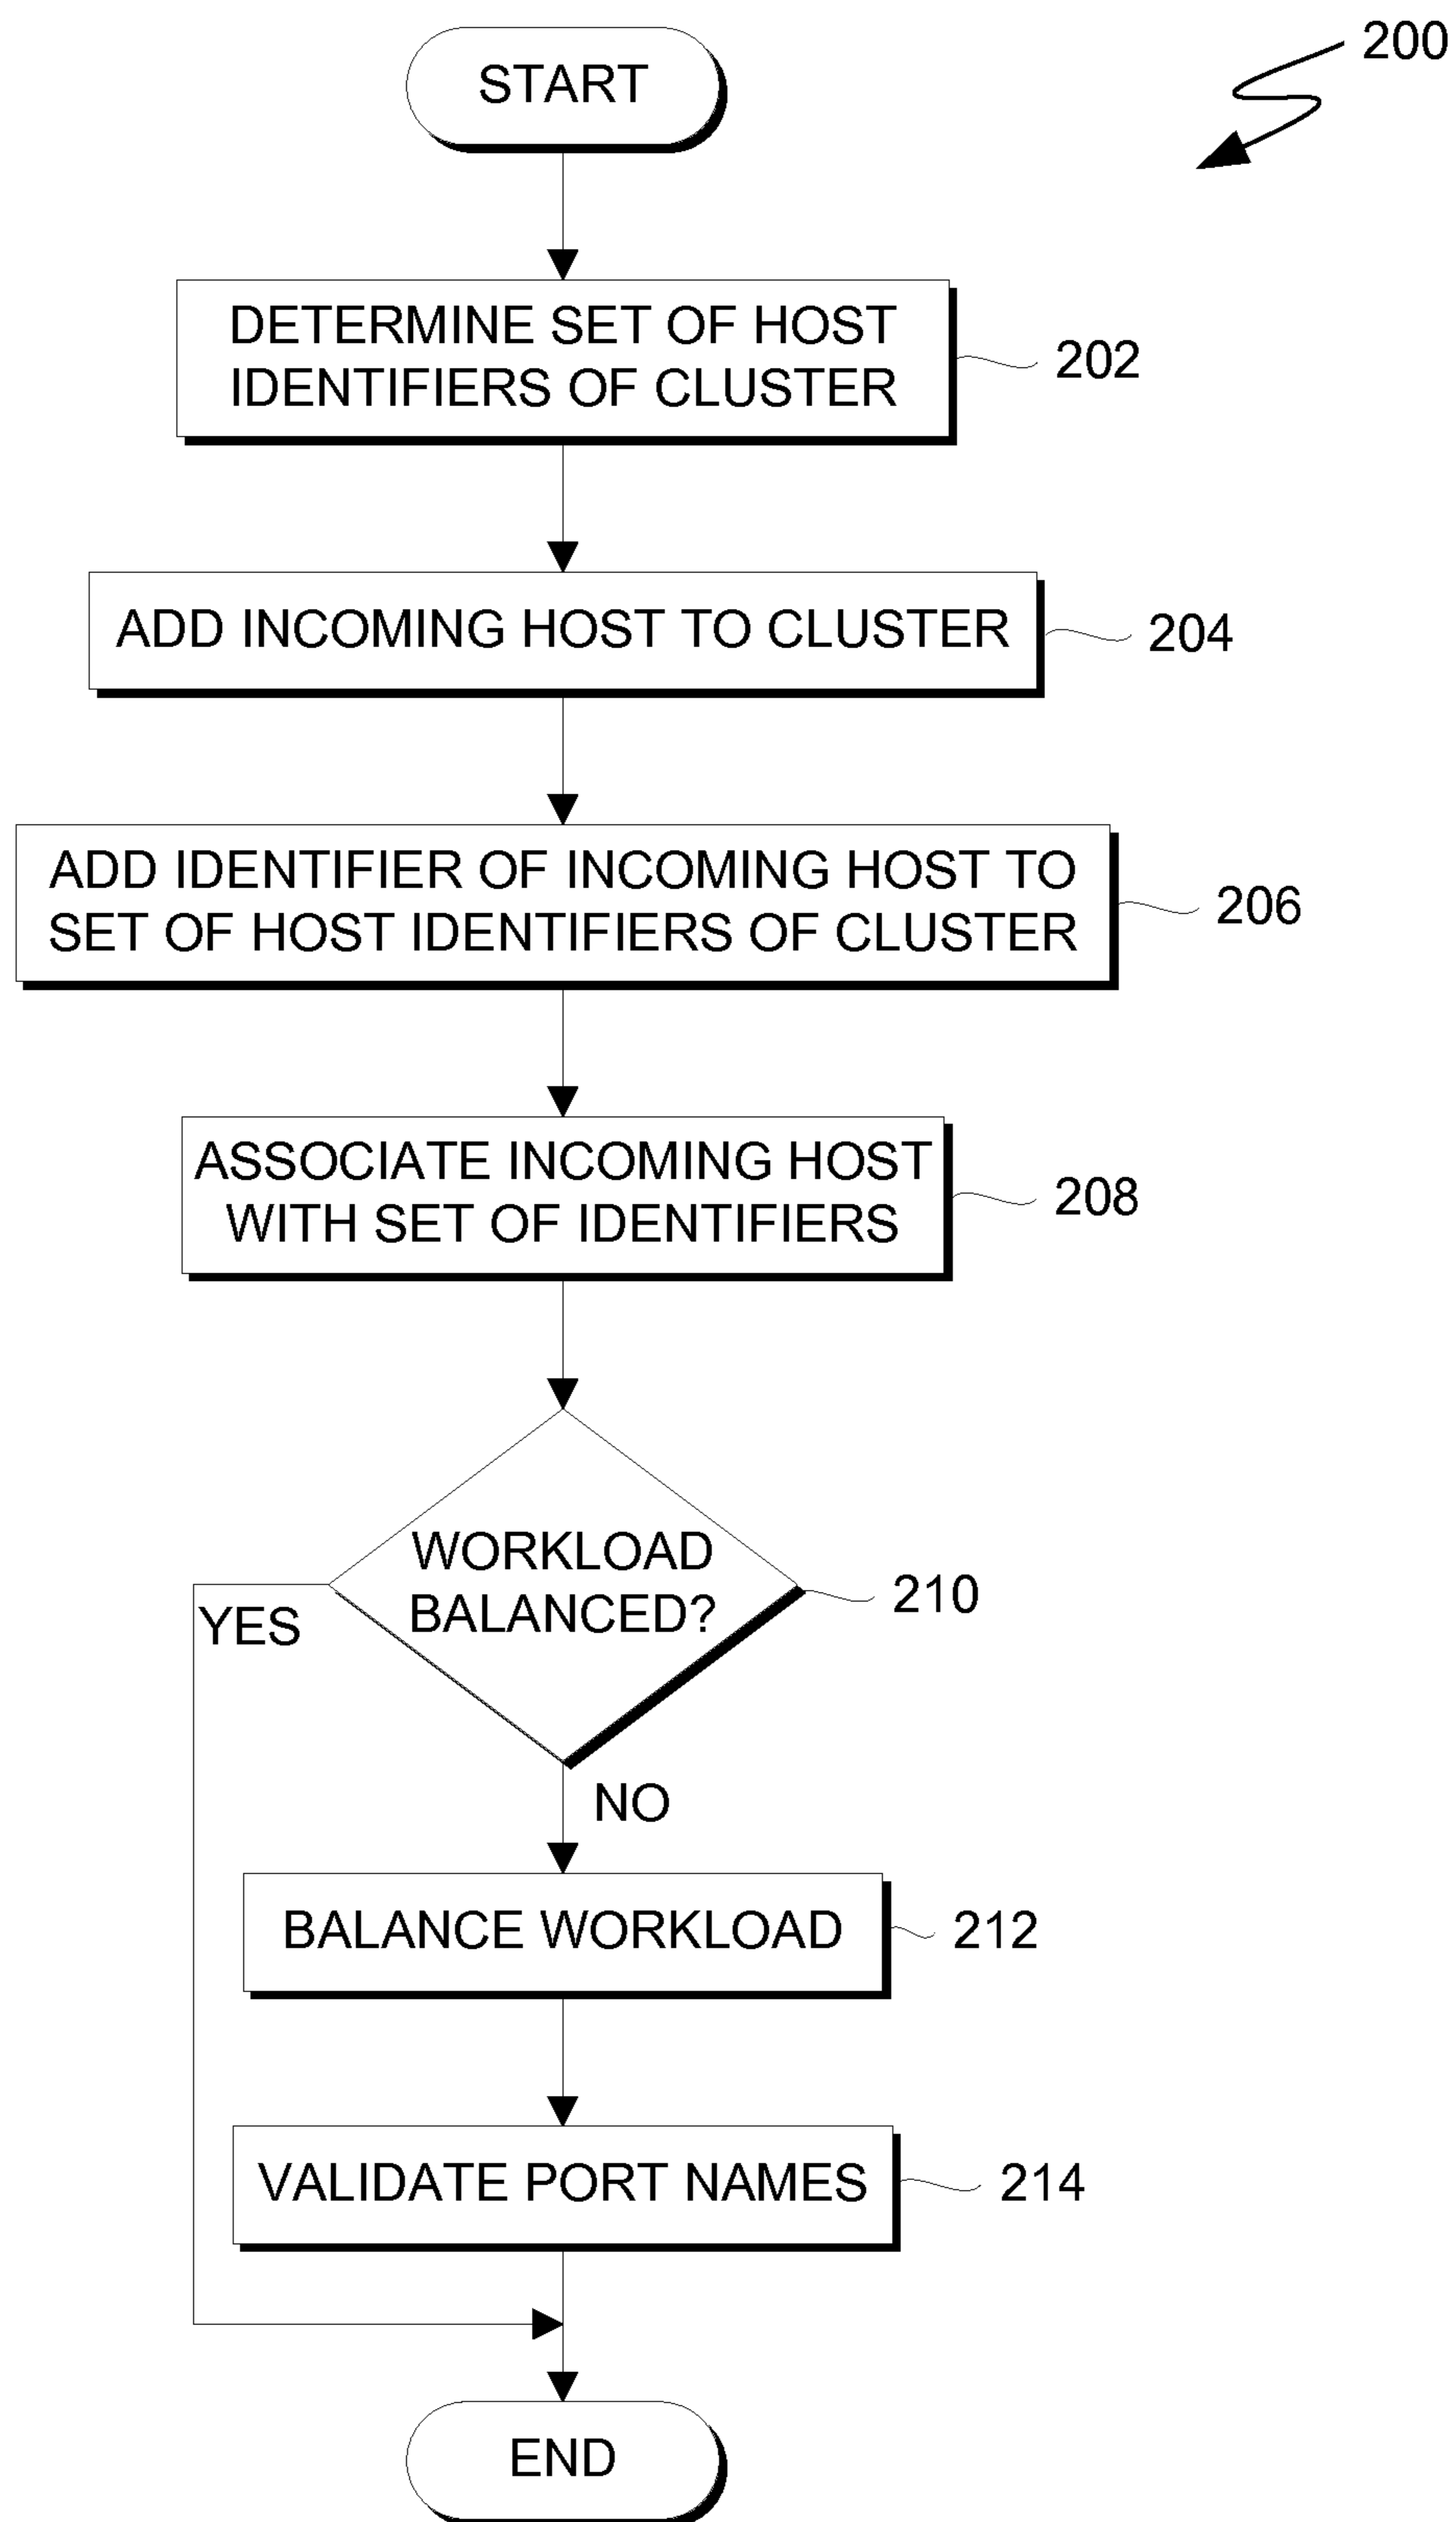 200
START
DETERMINE SET OF HOST
IDENTIFIERS OF CLUSTER
202
ADD INCOMING HOST TO CLUSTER
204
ADD IDENTIFIER OF INCOMING HOST TO
SET OF HOST IDENTIFIERS OF CLUSTER
206
ASSOCIATE INCOMING HOST
WITH SET OF IDENTIFIERS
208
WORKLOAD
BALANCED?
210
YES
NO
BALANCE WORKLOAD
212
VALIDATE PORT NAMES
214
END